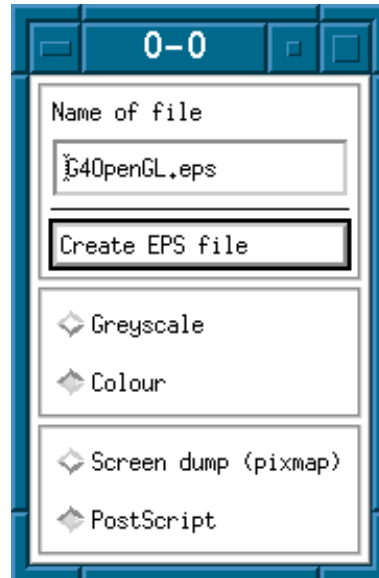 0-0
Name of file
G4OpenGL.eps
Create EPS file
Greyscale
Colour
Screen dump (pixmap)
PostScript